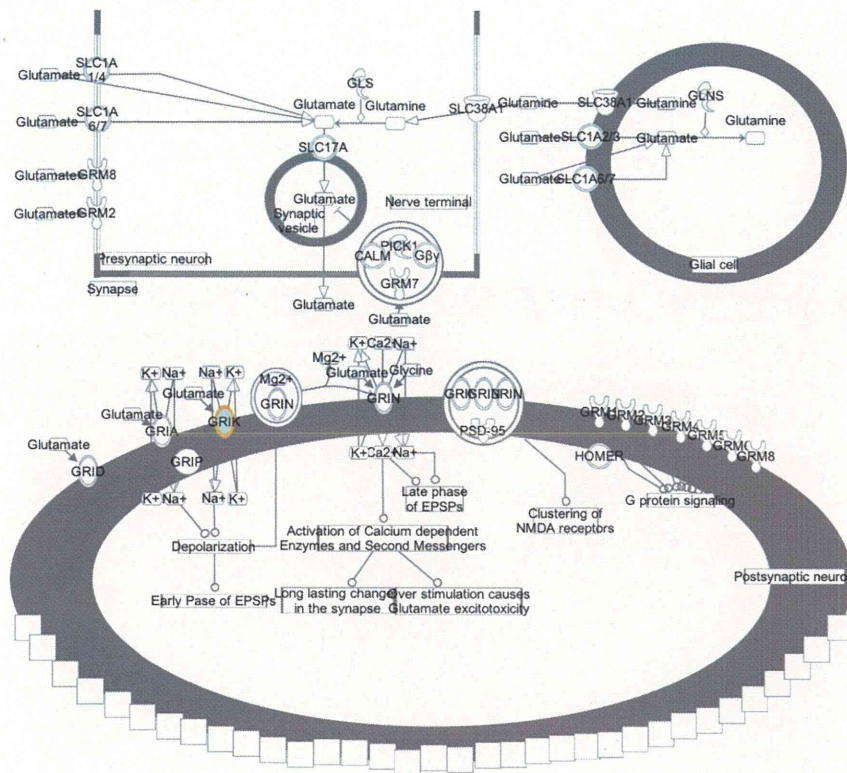 SLC1A
1/4
Glutamate
GLS
Glutamate
Glutamine
SLC38A1
Glutamine
SLC38A1
Glutamine
GLNS
Glutamine
SLC1A
6/7
Glutamate
Glutamate
SLC1A2/3
Glutamate
SLC17A
Glutamate
SLC1A6/7
Glutamate
GRM8
Glutamate
GRM2
Glutamate
Synaptic
vesicle
Nerve terminal
PICK1
CALM
Gβγ
GRM7
Presynaptic neuron
Glial cell
Synapse
Glutamate
Glutamate
K+
Ca2+
Na+
Mg2+
Glutamate
Glycine
K+
Na+
Na+
K+
Mg2+
GRIN
GRIN
Glutamate
GRIK
Glutamate
GRIA
GRIN
PSD-95
GRM1
GRM2
GRM3
GRM4
GRM5
GRM8
Glutamate
GRID
GRIP
K+
Ca2+
Na+
HOMER
K+
Na+
Na+
K+
Late phase
of EPSPs
G protein signaling
Clustering of
NMDA receptors
Depolarization
Activation of Calcium dependent
Enzymes and Second Messengers
Postsynaptic neuro
Early Pase of EPSPs
Long lasting change
in the synapse
Over stimulation causes
Glutamate excitotoxicity